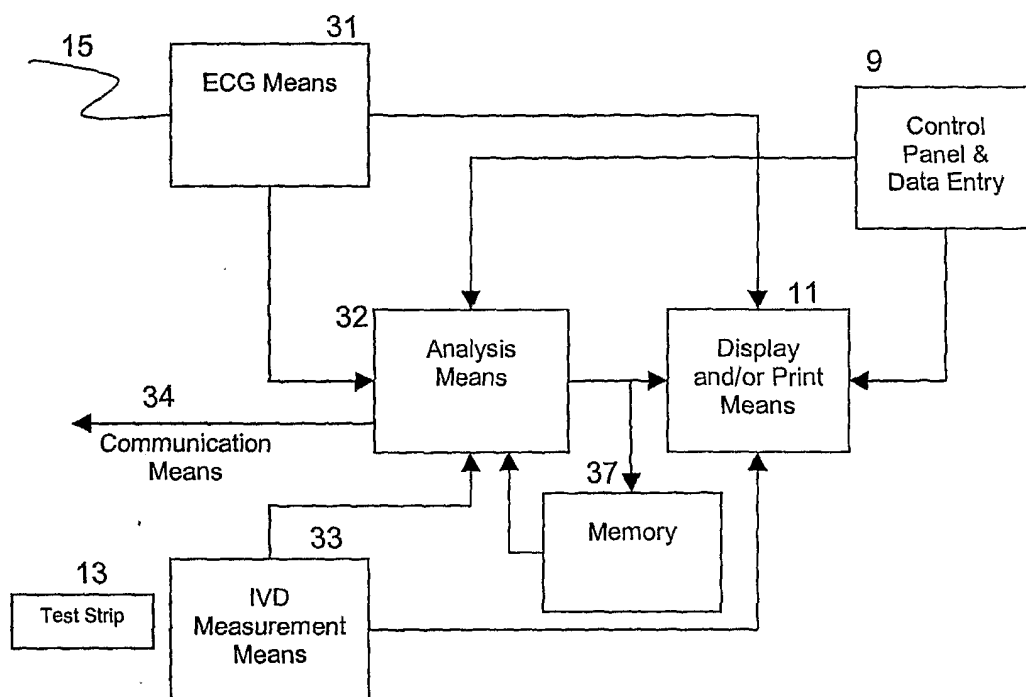 31
15
ECG Means
9
Control
Panel &
Data Entry
32
Analysis
Means
11
Display
and/or Print
Means
34
Communication
Means
37
Memory
33
13
Test Strip
IVD
Measurement
Means